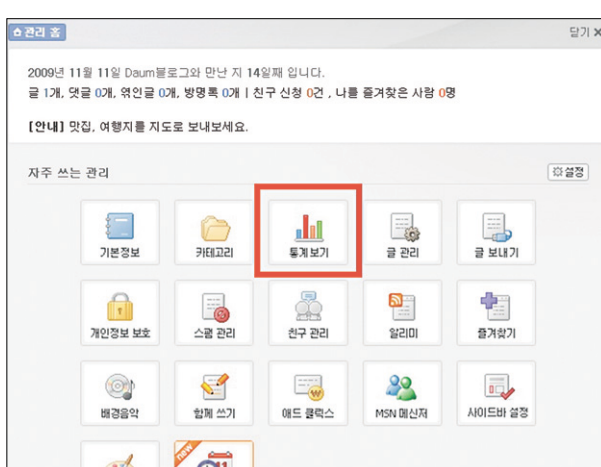 관리 홈
닫기 ×
2009년 11월 11일 Daum블로그와 만난 지 14일째 입니다.
글 1개, 댓글 0개, 엮인글 0개, 방명록 0개 | 친구 신청 0건 , 나를 즐겨찾은 사람 0명
[안내] 맛집, 여행지를 지도로 보내보세요.
자주 쓰는 관리
설정
기본정보 카테고리 통계보기 글 관리 글 보내기
개인정보 보호 스팸 관리 친구 관리 알리미 즐겨찾기
배경음악 함께 쓰기 애드 클릭스 MSN 메신저 사이드바 설정
new
11